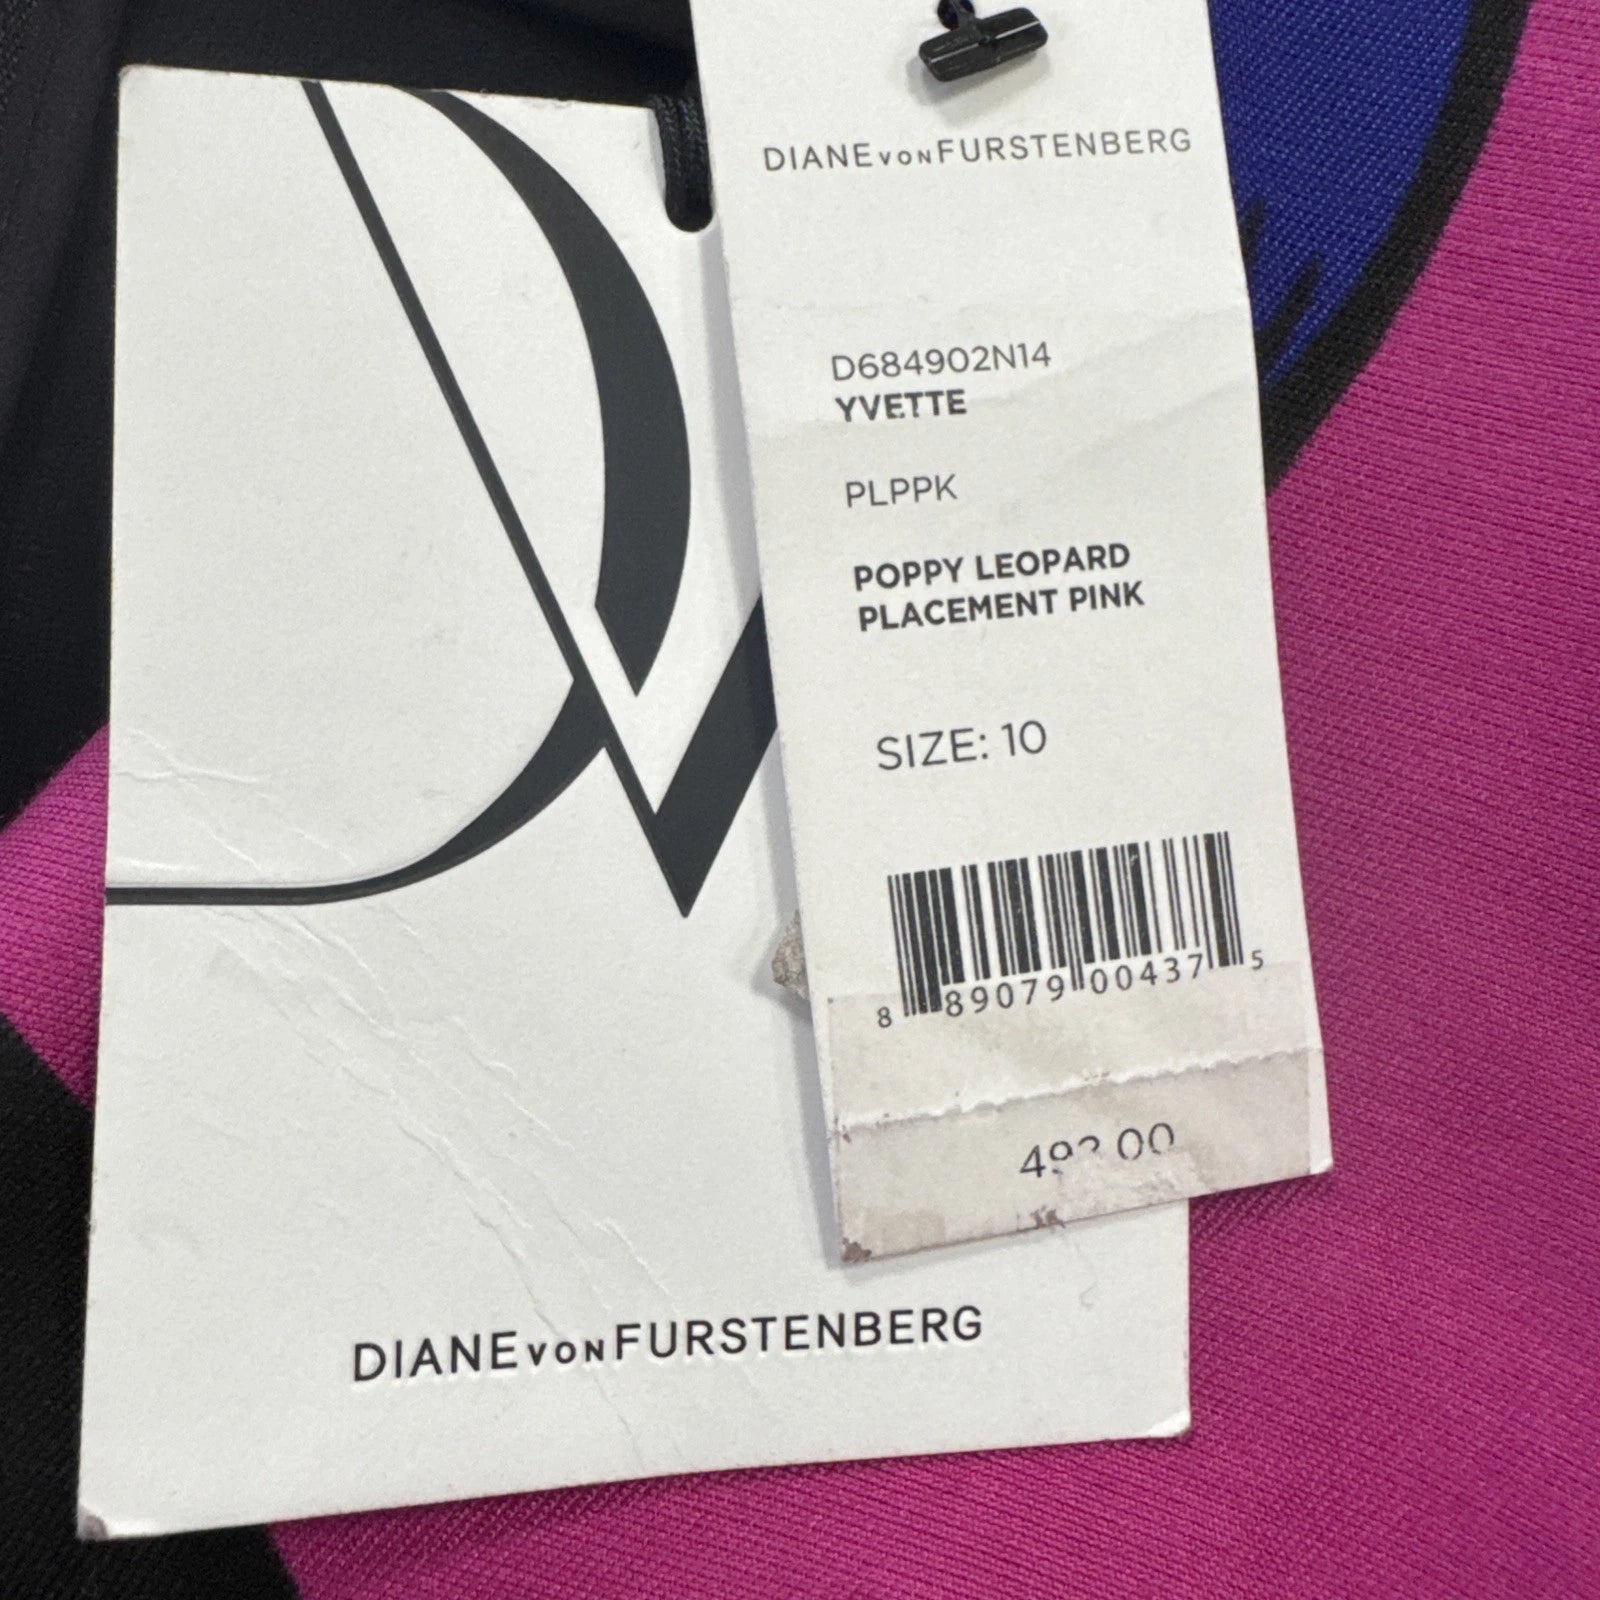 DIANE VON FURSTENBERG
D684902N14
YVETTE
PLPPK
POPPY LEOPARD
PLACEMENT PINK
SIZE: 10
8 89079 00437 5
DV
DIANE VON FURSTENBERG